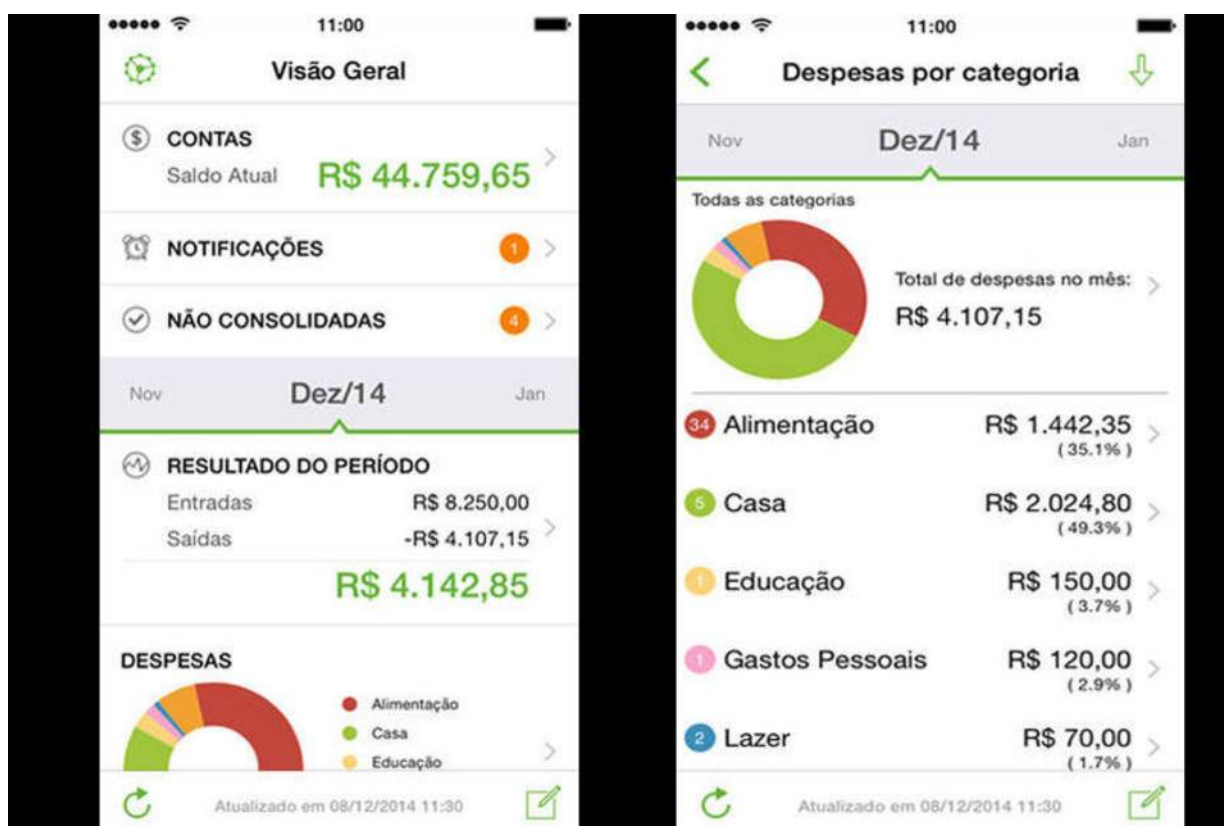 11:00
Visão Geral
CONTAS
Saldo Atual R$ 44.759,65
NOTIFICAÇÕES 1
NÃO CONSOLIDADAS 4
Nov Dez/14 Jan
RESULTADO DO PERÍODO
Entradas R$ 8.250,00
Saídas -R$ 4.107,15
R$ 4.142,85
DESPESAS
Alimentação
Casa
Educação
Atualizado em 08/12/2014 11:30
11:00
Despesas por categoria
Nov Dez/14 Jan
Todas as categorias
Total de despesas no mês:
R$ 4.107,15
34 Alimentação R$ 1.442,35
( 35.1% )
5 Casa R$ 2.024,80
( 49.3% )
1 Educação R$ 150,00
( 3.7% )
1 Gastos Pessoais R$ 120,00
( 2.9% )
2 Lazer R$ 70,00
( 1.7% )
Atualizado em 08/12/2014 11:30